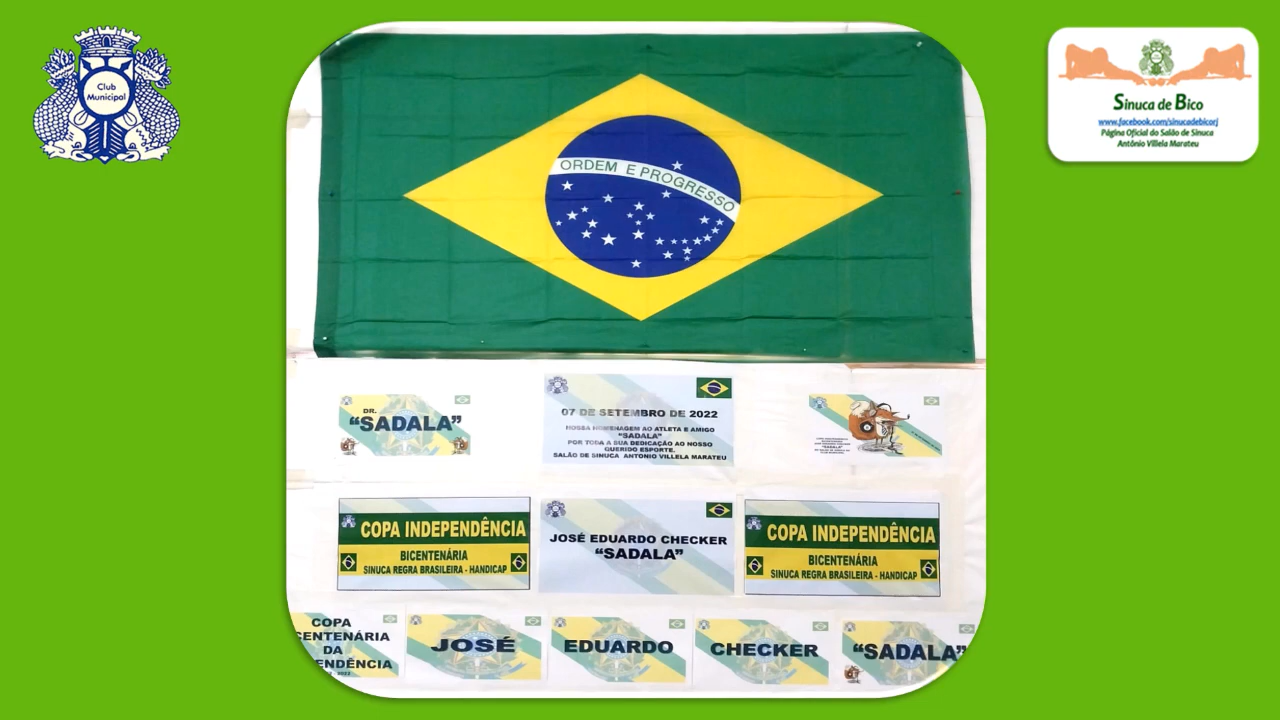 Club
Municipal
Sinuca de Bico
www.facebook.com/sinucadebicorj
Página Oficial do Salão de Sinuca
Antônio Villela Marateu
ORDEM E PROGRESSO
DR.
“SADALA”
07 DE SETEMBRO DE 2022
NOSSA HOMENAGEM AO ATLETA E AMIGO
“SADALA”
POR TODA A SUA DEDICAÇÃO AO NOSSO
QUERIDO ESPORTE.
SALÃO DE SINUCA ANTONIO VILLELA MARATEU
COPA INDEPENDÊNCIA
BICENTENÁRIA
SINUCA REGRA BRASILEIRA - HANDICAP
JOSÉ EDUARDO CHECKER
“SADALA”
COPA INDEPENDÊNCIA
BICENTENÁRIA
SINUCA REGRA BRASILEIRA - HANDICAP
COPA
CENTENÁRIA
DA
PENDÊNCIA
2022
JOSÉ
EDUARDO
CHECKER
“SADALA”